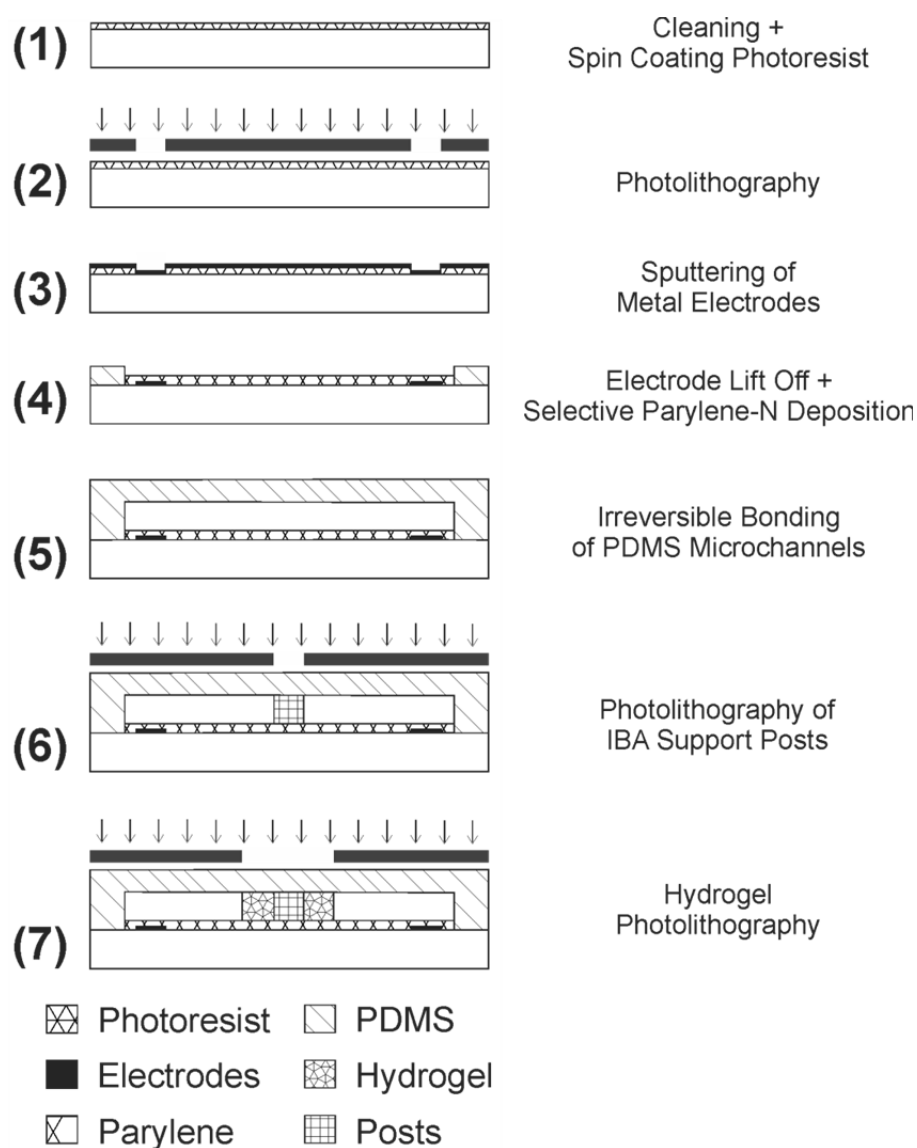 (1)
Cleaning +
Spin Coating Photoresist
(2)
Photolithography
(3)
Sputtering of
Metal Electrodes
(4)
Electrode Lift Off +
Selective Parylene-N Deposition
(5)
Irreversible Bonding
of PDMS Microchannels
(6)
Photolithography of
IBA Support Posts
(7)
Hydrogel
Photolithography
Photoresist PDMS
Electrodes Hydrogel
Parylene Posts